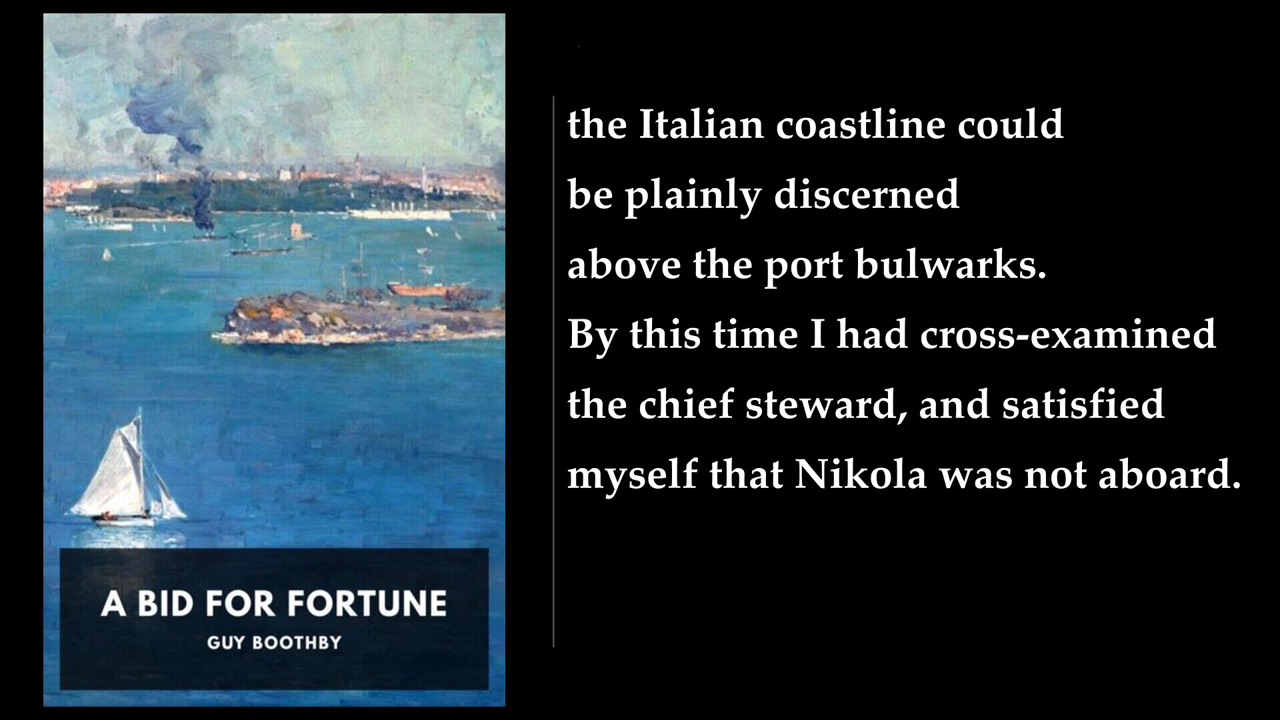 the Italian coastline could
be plainly discerned
above the port bulwarks.
By this time I had cross-examined
the chief steward, and satisfied
myself that Nikola was not aboard.
A BID FOR FORTUNE
GUY BOOTHBY